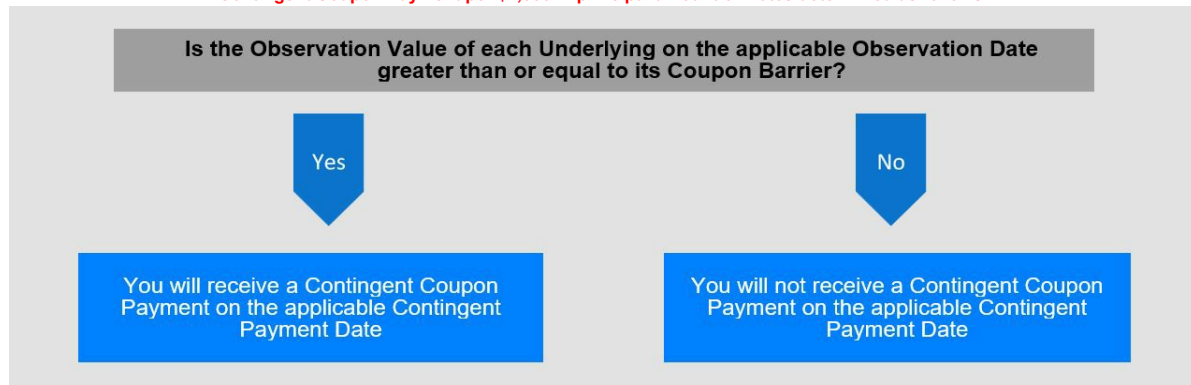 Is the Observation Value of each Underlying on the applicable Observation Date
greater than or equal to its Coupon Barrier?
Yes
No
You will receive a Contingent Coupon
Payment on the applicable Contingent
Payment Date
You will not receive a Contingent Coupon
Payment on the applicable Contingent
Payment Date